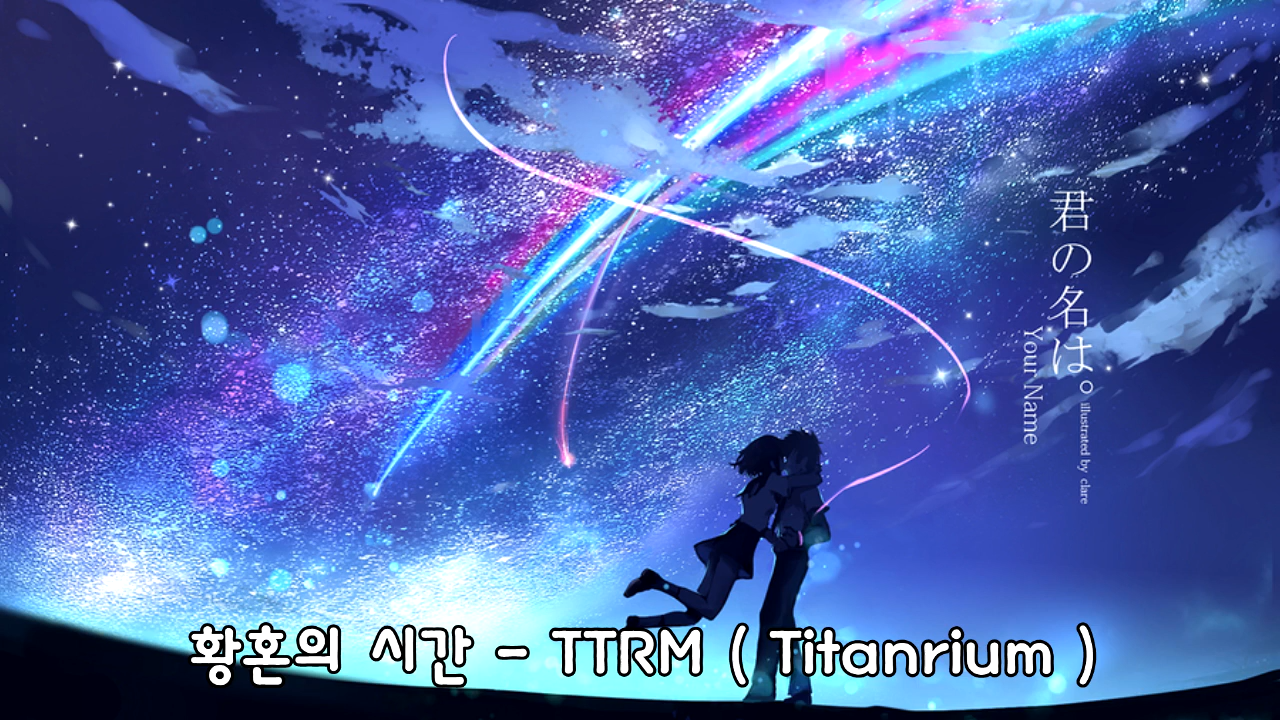 君の名は。
Your Name
illustrated by clare
황혼의 시간 - TTRM ( Titanrium )